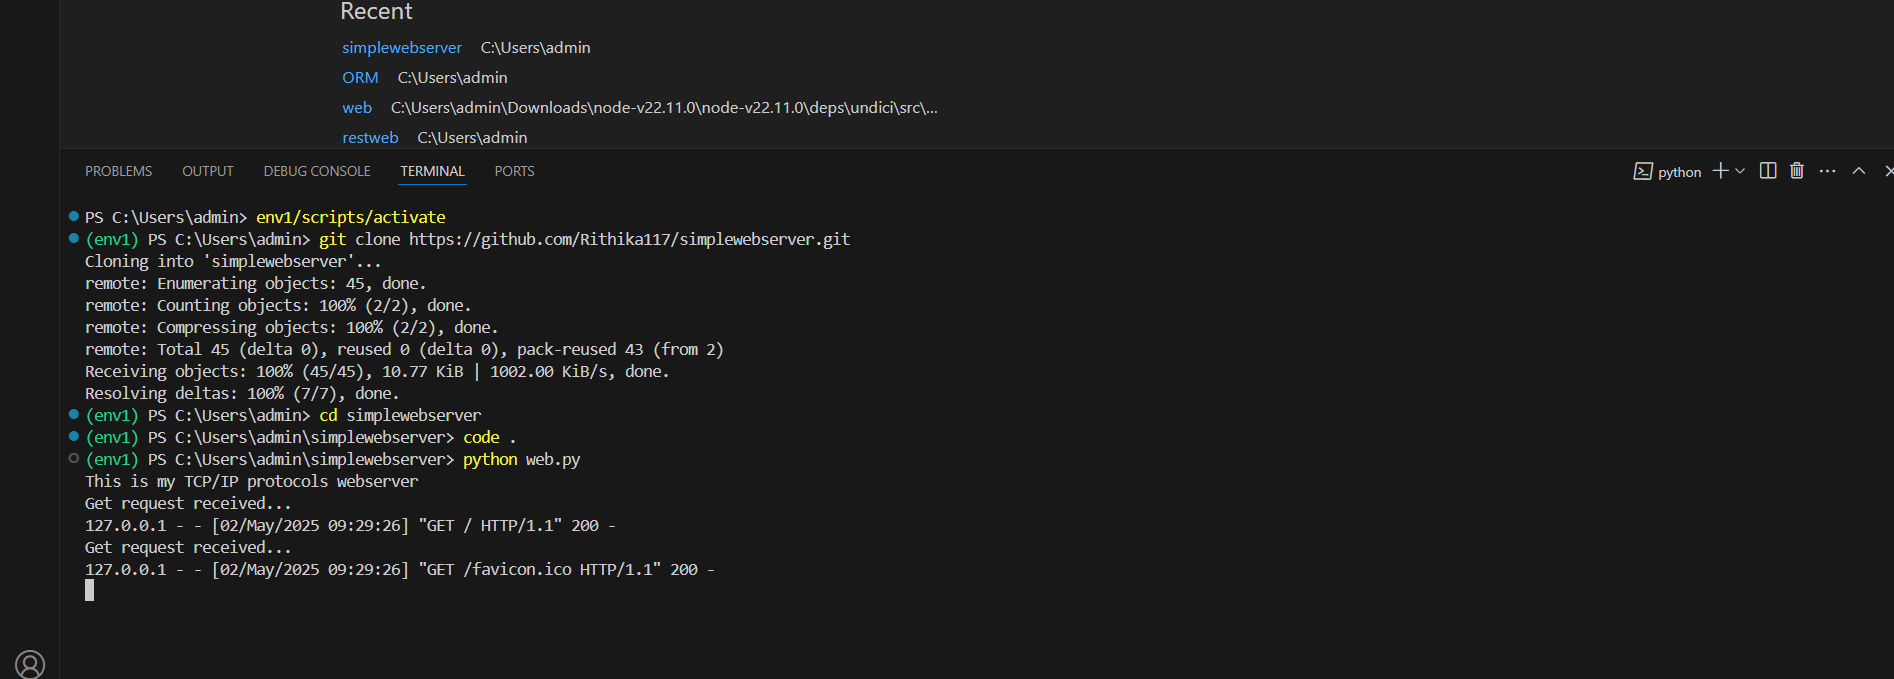 Recent
simplewebserver C:\Users\admin
ORM C:\Users\admin
web C:\Users\admin\Downloads\node-v22.11.0\node-v22.11.0\deps\undici\src\...
restweb C:\Users\admin
PROBLEMS OUTPUT DEBUG CONSOLE TERMINAL PORTS python
PS C:\Users\admin> env1/scripts/activate
(env1) PS C:\Users\admin> git clone https://github.com/Rithika117/simplewebserver.git
Cloning into 'simplewebserver'...
remote: Enumerating objects: 45, done.
remote: Counting objects: 100% (2/2), done.
remote: Compressing objects: 100% (2/2), done.
remote: Total 45 (delta 0), reused 0 (delta 0), pack-reused 43 (from 2)
Receiving objects: 100% (45/45), 10.77 KiB | 1002.00 KiB/s, done.
Resolving deltas: 100% (7/7), done.
(env1) PS C:\Users\admin> cd simplewebserver
(env1) PS C:\Users\admin\simplewebserver> code .
(env1) PS C:\Users\admin\simplewebserver> python web.py
This is my TCP/IP protocols webserver
Get request received...
127.0.0.1 - - [02/May/2025 09:29:26] "GET / HTTP/1.1" 200 -
Get request received...
127.0.0.1 - - [02/May/2025 09:29:26] "GET /favicon.ico HTTP/1.1" 200 -